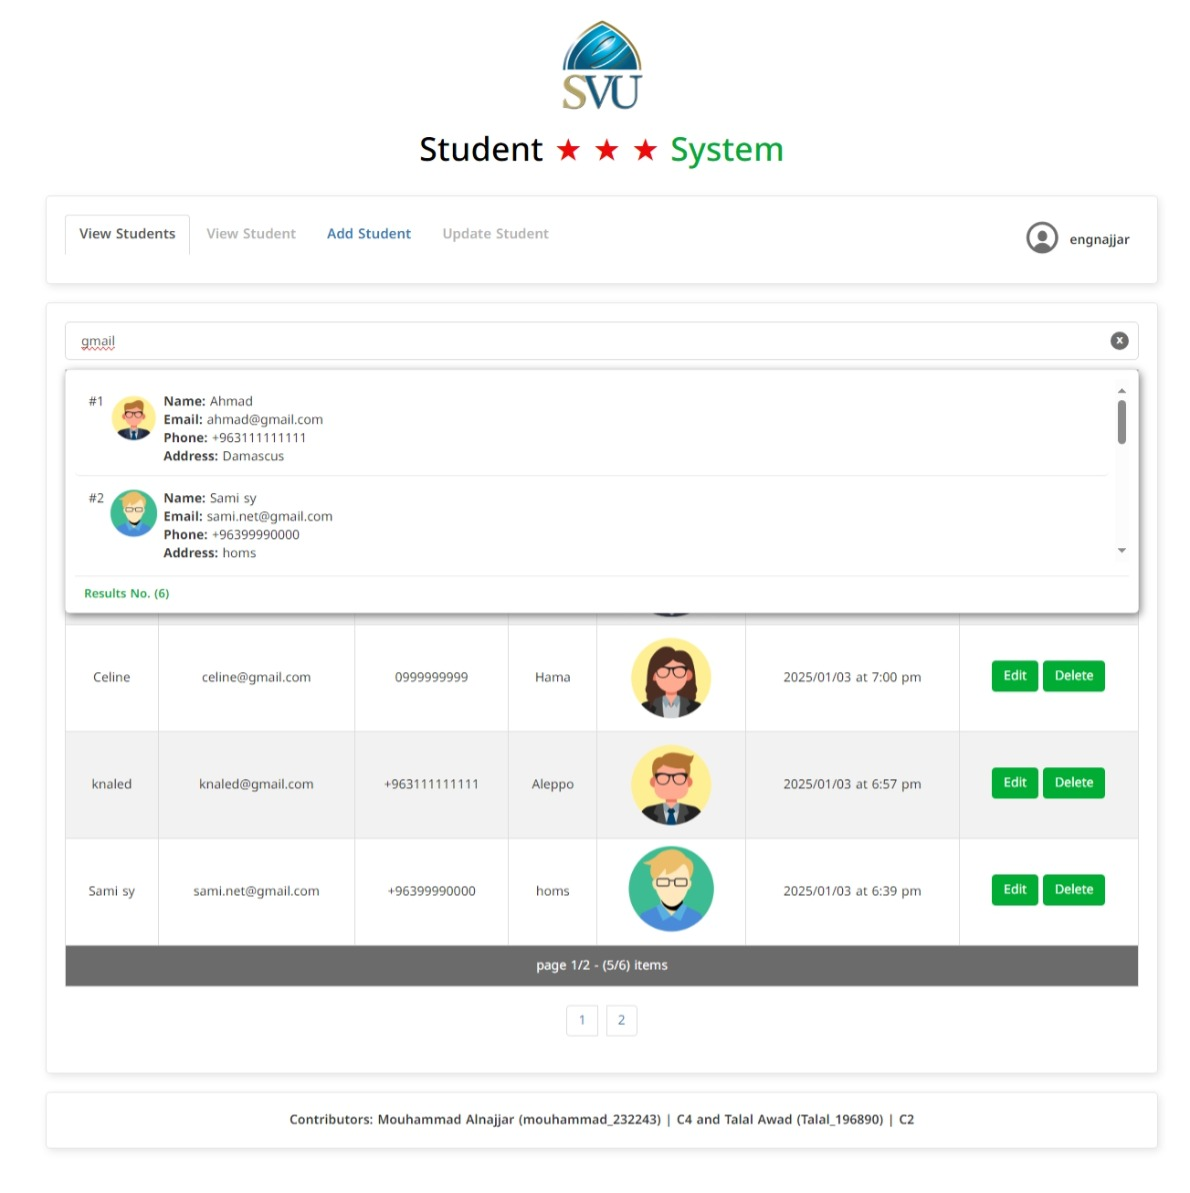 SVU
Student ★ ★ ★ System
View Students View Student Add Student Update Student engnajjar
gmail
#1 Name: Ahmad
Email: ahmad@gmail.com
Phone: +963111111111
Address: Damascus
#2 Name: Sami sy
Email: sami.net@gmail.com
Phone: +96399990000
Address: homs
Results No. (6)
Celine celine@gmail.com 0999999999 Hama 2025/01/03 at 7:00 pm Edit Delete
knaled knaled@gmail.com +963111111111 Aleppo 2025/01/03 at 6:57 pm Edit Delete
Sami sy sami.net@gmail.com +96399990000 homs 2025/01/03 at 6:39 pm Edit Delete
page 1/2 - (5/6) items
1 2
Contributors: Mouhammad Alnajjar (mouhammad_232243) | C4 and Talal Awad (Talal_196890) | C2